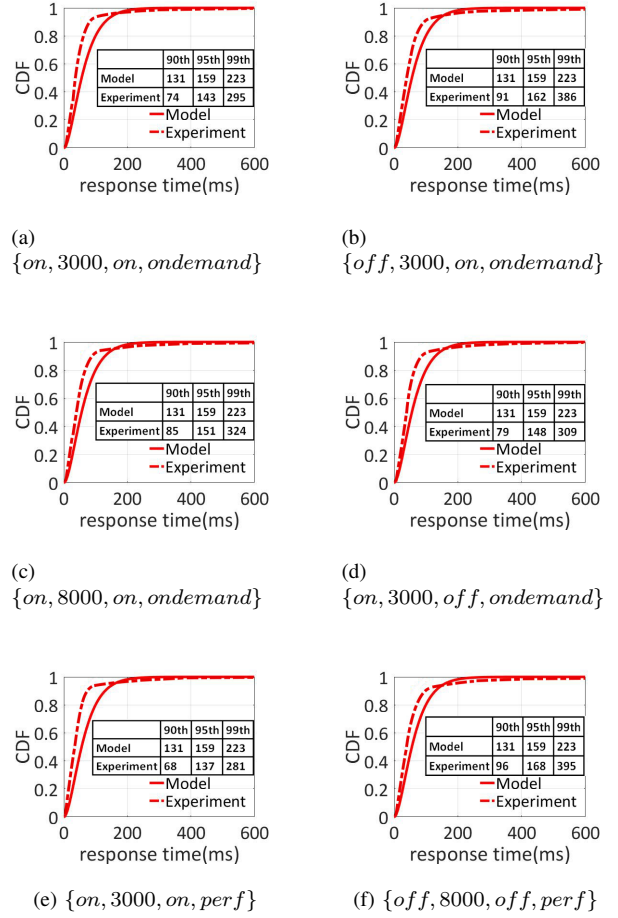 1
0.8
0.6
0.4
0.2
0
CDF
90th 95th 99th
Model 131 159 223
Experiment 74 143 295
Model
Experiment
0 200 400 600
response time(ms)
(a)
{on, 3000, on, ondemand}
1
0.8
0.6
0.4
0.2
0
CDF
90th 95th 99th
Model 131 159 223
Experiment 91 162 386
Model
Experiment
0 200 400 600
response time(ms)
(b)
{off, 3000, on, ondemand}
1
0.8
0.6
0.4
0.2
0
CDF
90th 95th 99th
Model 131 159 223
Experiment 85 151 324
Model
Experiment
0 200 400 600
response time(ms)
(c)
{on, 8000, on, ondemand}
1
0.8
0.6
0.4
0.2
0
CDF
90th 95th 99th
Model 131 159 223
Experiment 79 148 309
Model
Experiment
0 200 400 600
response time(ms)
(d)
{on, 3000, off, ondemand}
1
0.8
0.6
0.4
0.2
0
CDF
90th 95th 99th
Model 131 159 223
Experiment 68 137 281
Model
Experiment
0 200 400 600
response time(ms)
(e) {on, 3000, on, perf}
1
0.8
0.6
0.4
0.2
0
CDF
90th 95th 99th
Model 131 159 223
Experiment 96 168 395
Model
Experiment
0 200 400 600
response time(ms)
(f) {off, 8000, off, perf}